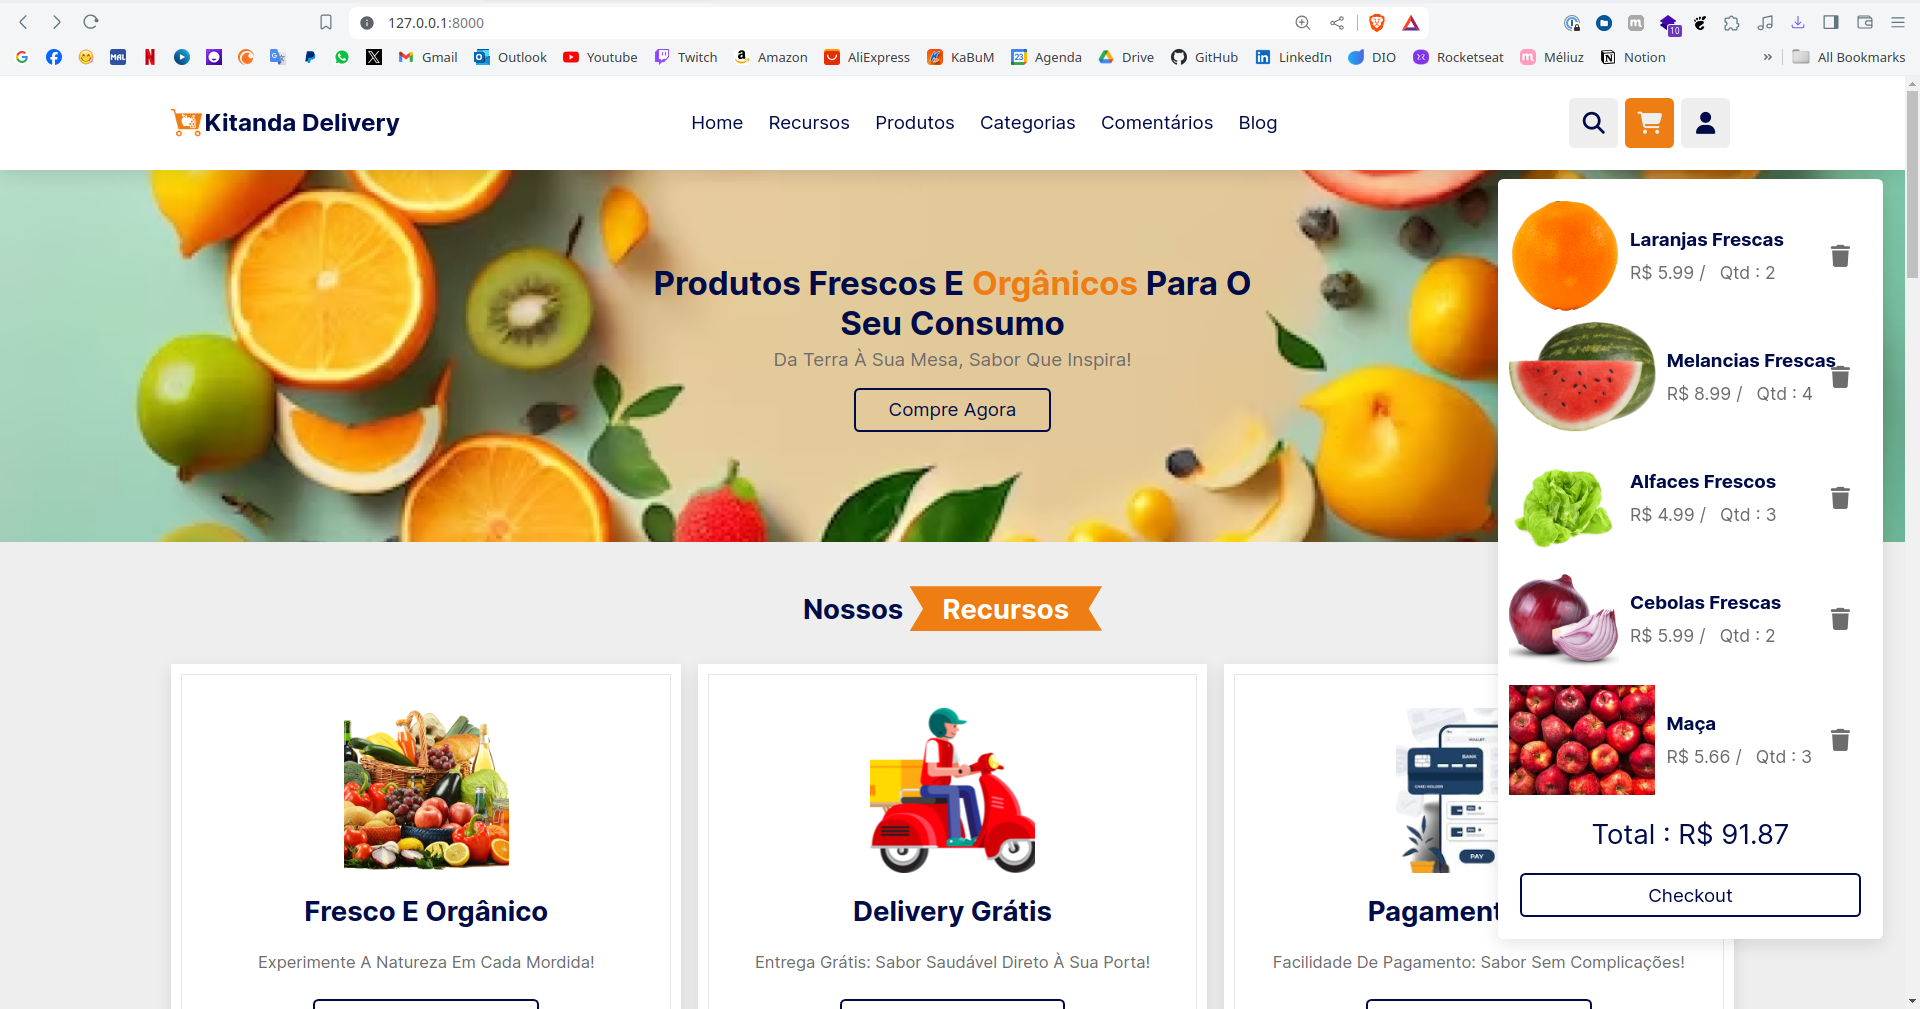 127.0.0.1:8000
10
MAL
Gmail
Outlook
Youtube
Twitch
Amazon
AliExpress
KaBuM
Agenda
Drive
GitHub
LinkedIn
DIO
Rocketseat
Méliuz
Notion
» All Bookmarks
Kitanda Delivery
Home
Recursos
Produtos
Categorias
Comentários
Blog
Produtos Frescos E Orgânicos Para O
Seu Consumo
Da Terra À Sua Mesa, Sabor Que Inspira!
Compre Agora
Laranjas Frescas
R$ 5.99 / Qtd : 2
Melancias Frescas
R$ 8.99 / Qtd : 4
Alfaces Frescos
R$ 4.99 / Qtd : 3
Cebolas Frescas
R$ 5.99 / Qtd : 2
Maça
R$ 5.66 / Qtd : 3
Total : R$ 91.87
Checkout
Nossos Recursos
Fresco E Orgânico
Experimente A Natureza Em Cada Mordida!
Delivery Grátis
Entrega Grátis: Sabor Saudável Direto À Sua Porta!
WALLET
BANK
PAY
Pagament
Facilidade De Pagamento: Sabor Sem Complicações!